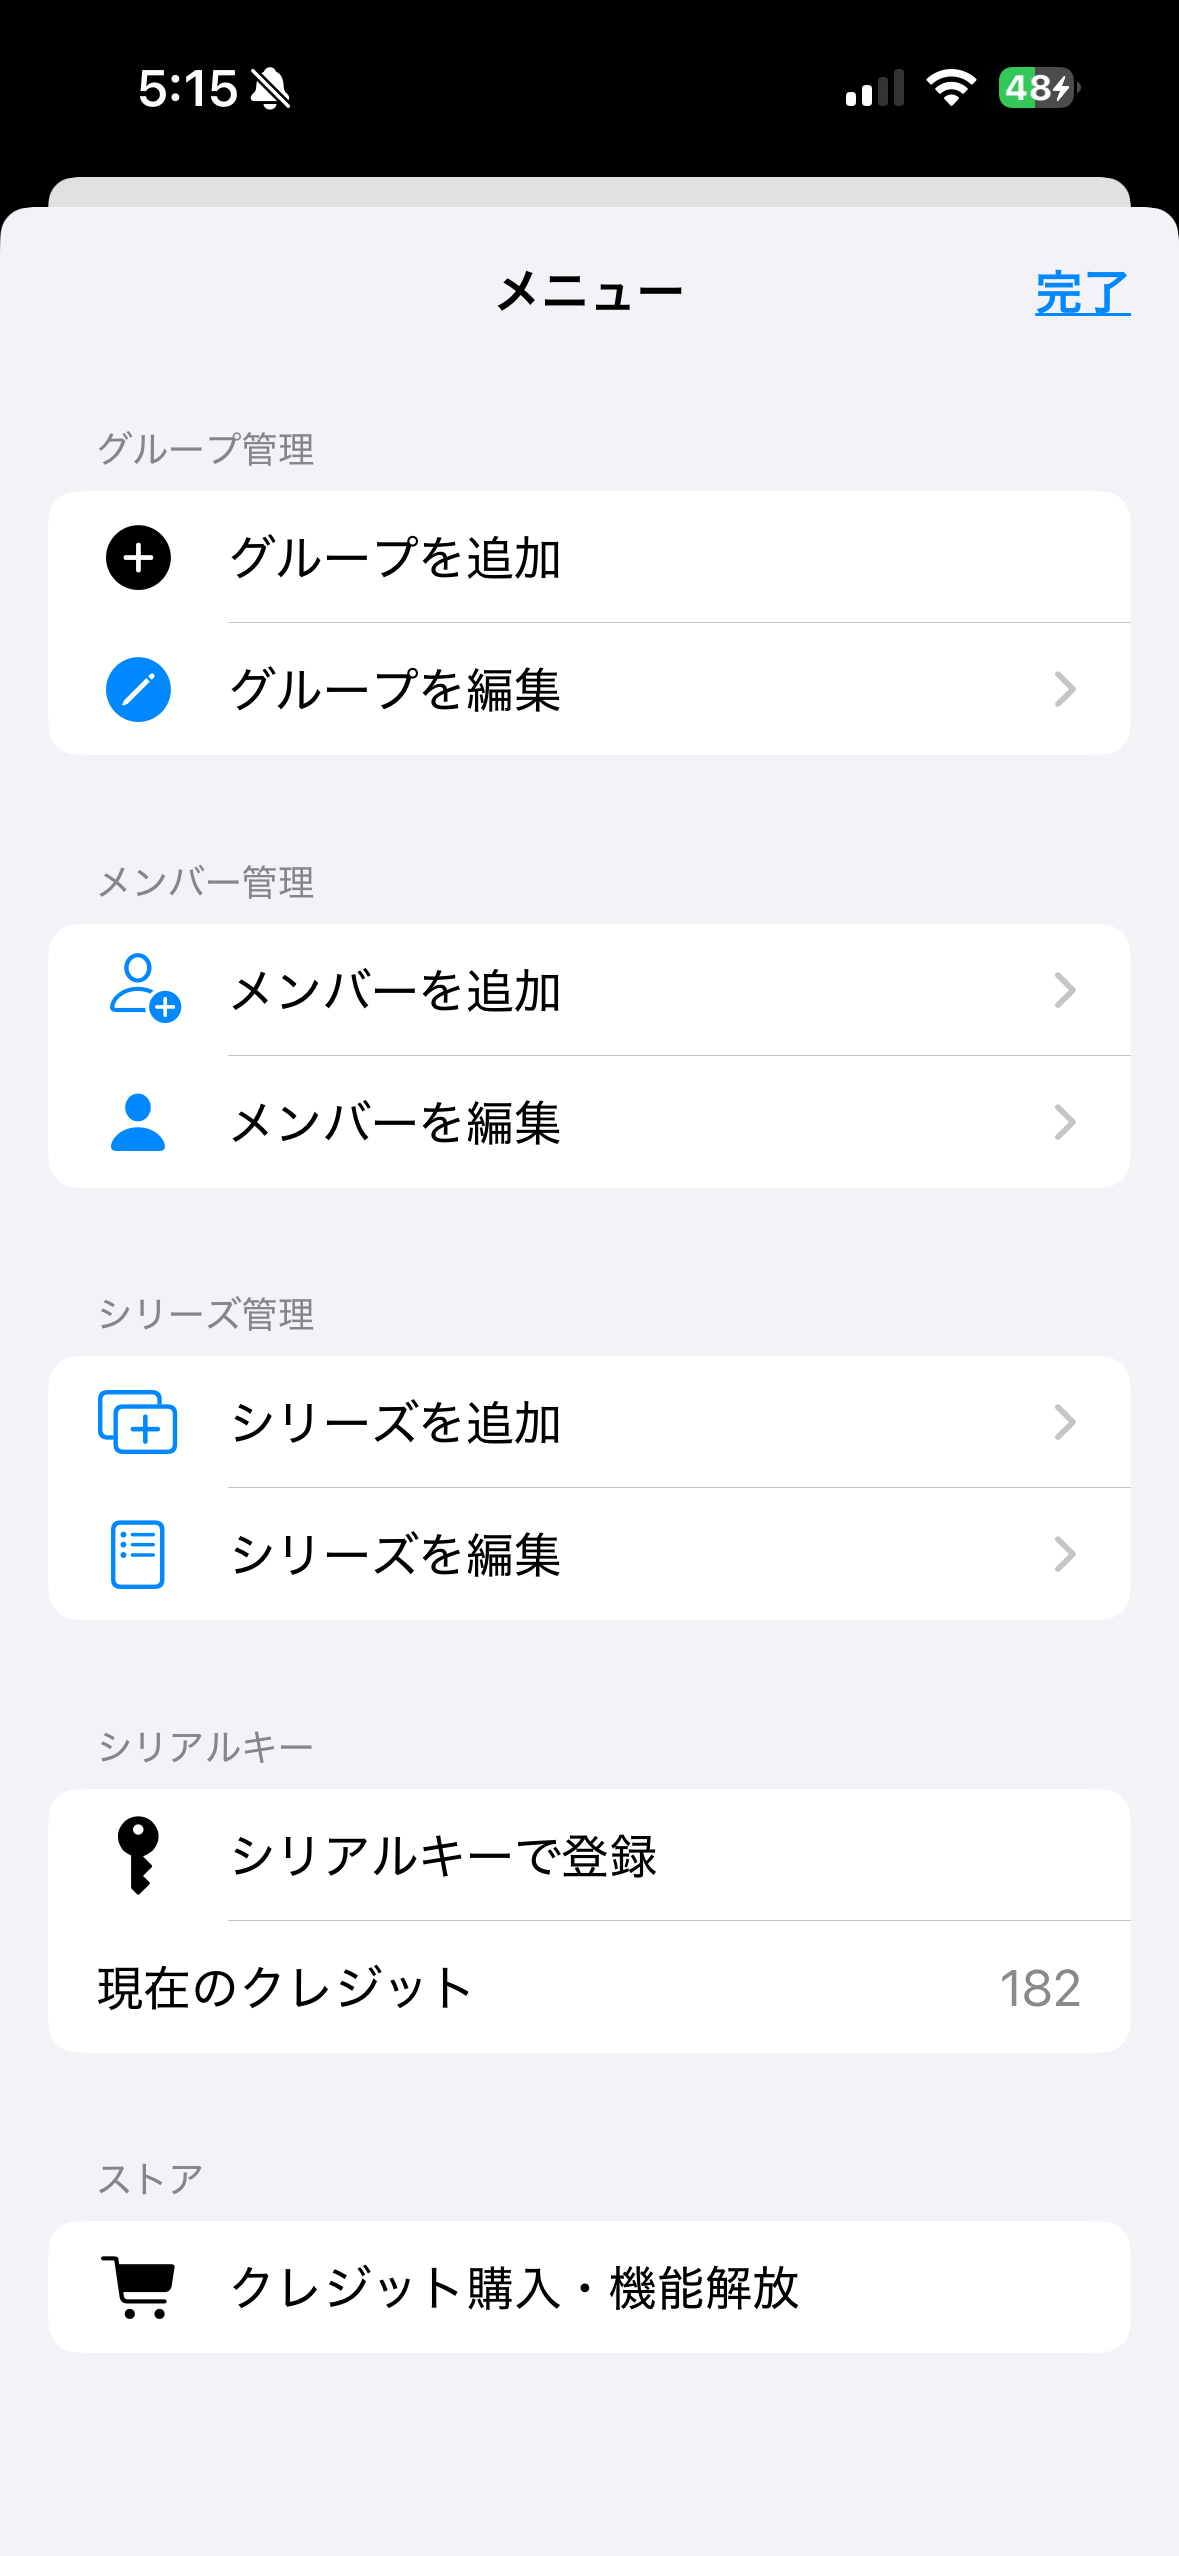 5:15
48
メニュー
完了
グループ管理
グループを追加
グループを編集
メンバー管理
メンバーを追加
メンバーを編集
シリーズ管理
シリーズを追加
シリーズを編集
シリアルキー
シリアルキーで登録
現在のクレジット 182
ストア
クレジット購入・機能解放